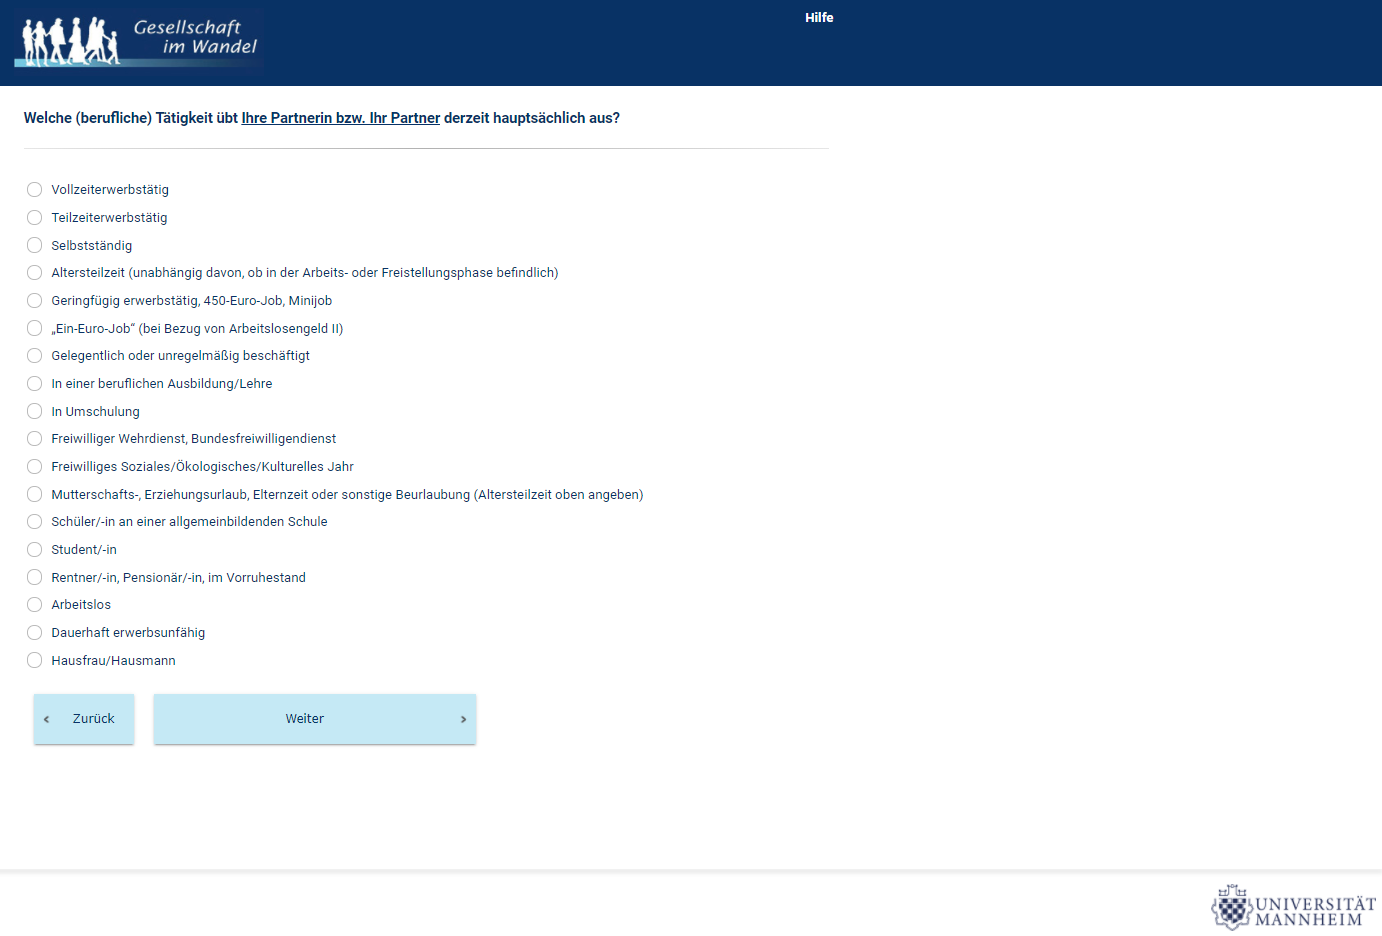 Gesellschaft
im Wandel
Hilfe
Welche (berufliche) Tätigkeit übt Ihre Partnerin bzw. Ihr Partner derzeit hauptsächlich aus?
Vollzeiterwerbstätig
Teilzeiterwerbstätig
Selbstständig
Altersteilzeit (unabhängig davon, ob in der Arbeits- oder Freistellungsphase befindlich)
Geringfügig erwerbstätig, 450-Euro-Job, Minijob
„Ein-Euro-Job“ (bei Bezug von Arbeitslosengeld II)
Gelegentlich oder unregelmäßig beschäftigt
In einer beruflichen Ausbildung/Lehre
In Umschulung
Freiwilliger Wehrdienst, Bundesfreiwilligendienst
Freiwilliges Soziales/Ökologisches/Kulturelles Jahr
Mutterschafts-, Erziehungsurlaub, Elternzeit oder sonstige Beurlaubung (Altersteilzeit oben angeben)
Schüler/-in an einer allgemeinbildenden Schule
Student/-in
Rentner/-in, Pensionär/-in, im Vorruhestand
Arbeitslos
Dauerhaft erwerbsunfähig
Hausfrau/Hausmann
‹ Zurück
Weiter ›
UNIVERSITÄT
MANNHEIM